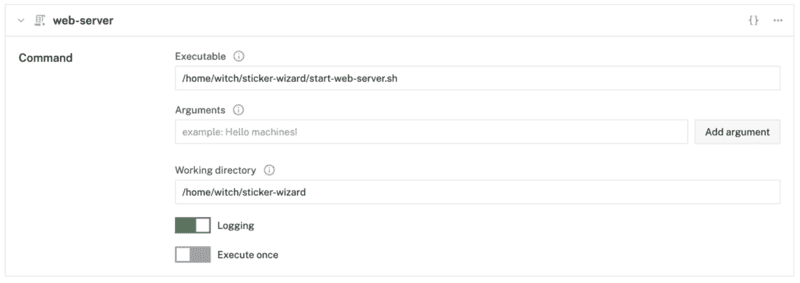 web-server
{} ...
Command
Executable
/home/witch/sticker-wizard/start-web-server.sh
Arguments
example: Hello machines!
Add argument
Working directory
/home/witch/sticker-wizard
Logging
Execute once